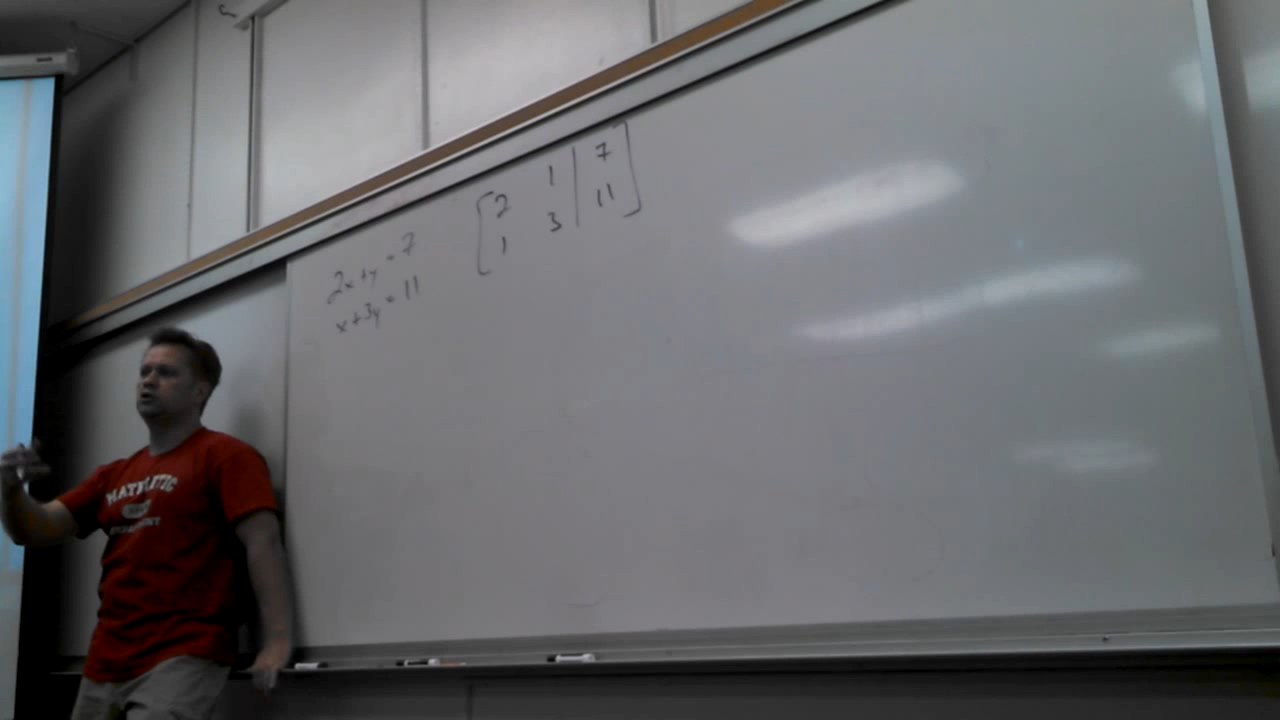 2x+y = 7
x+3y = 11
2 1 7
1 3 11